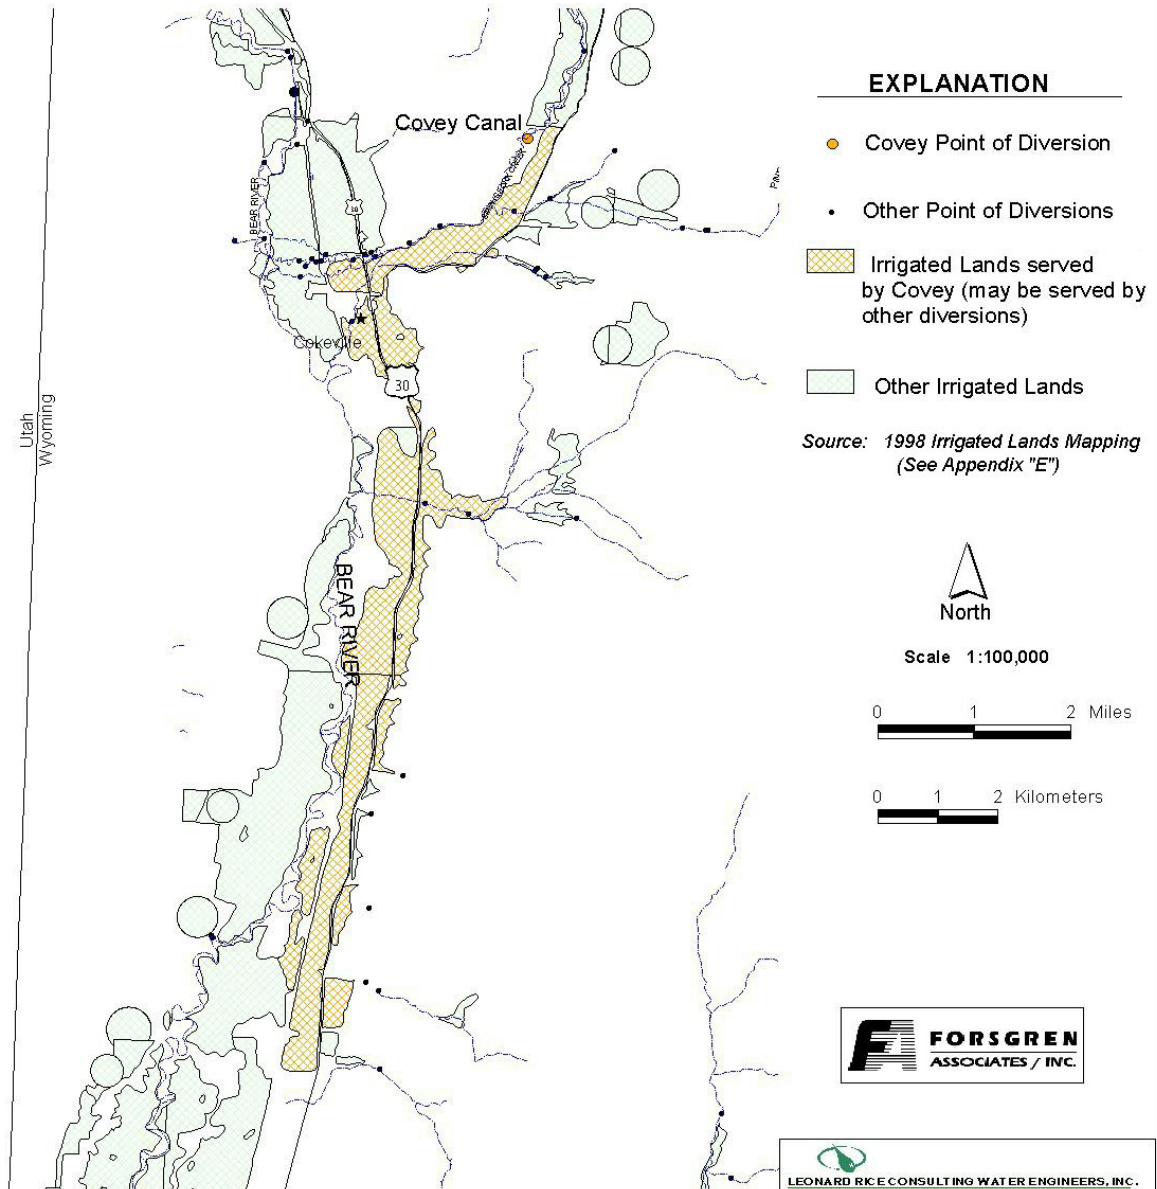 EXPLANATION
Covey Canal
Covey Point of Diversion
Other Point of Diversions
Irrigated Lands served
by Covey (may be served by
other diversions)
Other Irrigated Lands
Source: 1998 Irrigated Lands Mapping
(See Appendix "E")
North
Scale 1:100,000
0 1 2 Miles
0 1 2 Kilometers
BEAR RIVER
30
Cokeville
30
Utah
Wyoming
BEAR RIVER
FORSGREN
ASSOCIATES / INC.
LEONARD RICE CONSULTING WATER ENGINEERS, INC.